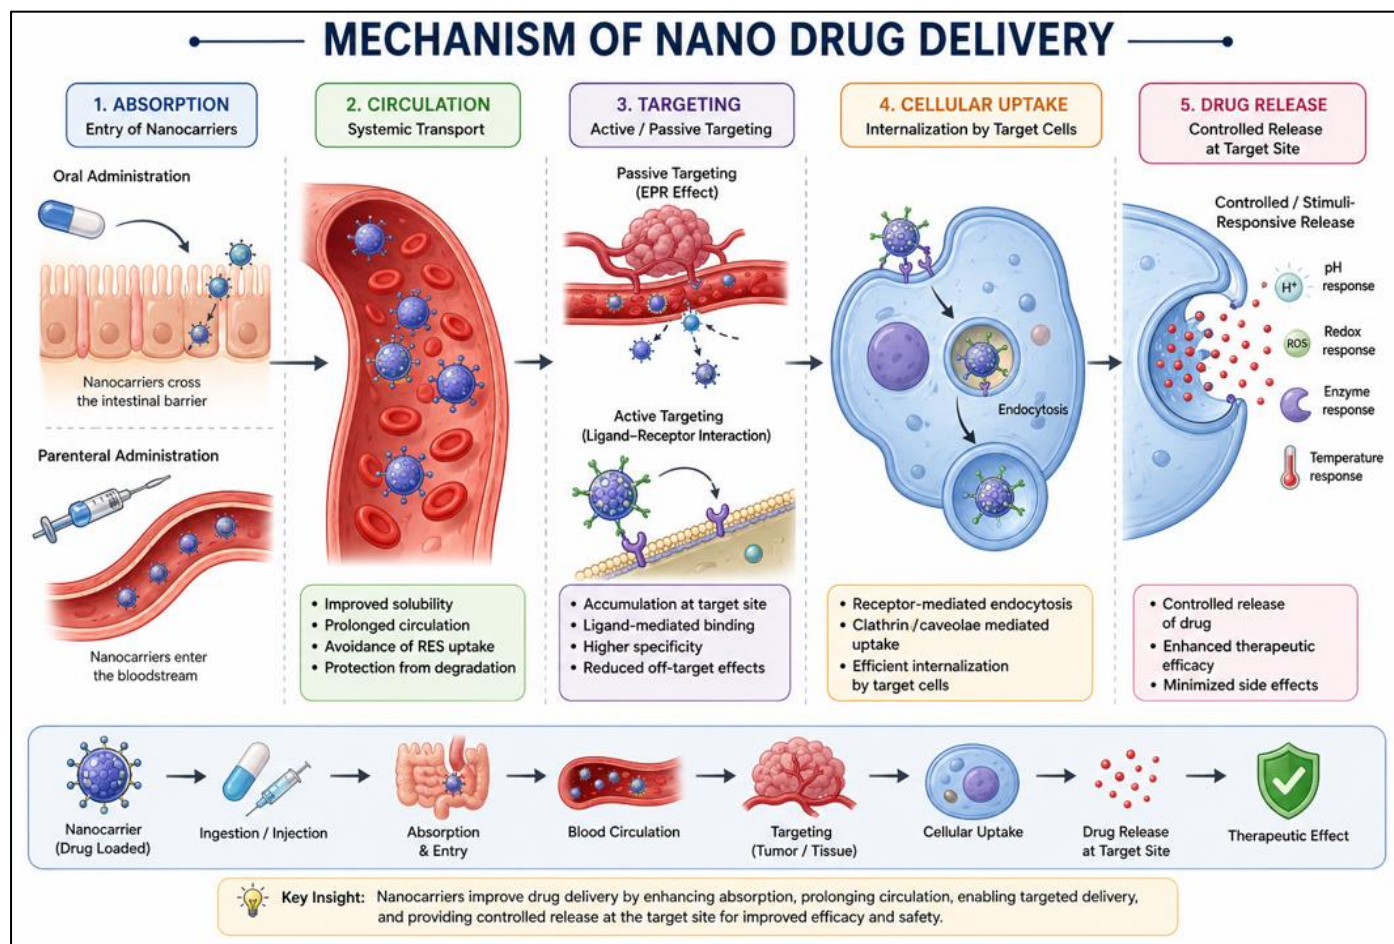 MECHANISM OF NANO DRUG DELIVERY
1. ABSORPTION
Entry of Nanocarriers
Oral Administration
Nanocarriers cross
the intestinal barrier
Parenteral Administration
Nanocarriers enter
the bloodstream
2. CIRCULATION
Systemic Transport
• Improved solubility
• Prolonged circulation
• Avoidance of RES uptake
• Protection from degradation
3. TARGETING
Active / Passive Targeting
Passive Targeting
(EPR Effect)
Active Targeting
(Ligand–Receptor Interaction)
• Accumulation at target site
• Ligand-mediated binding
• Higher specificity
• Reduced off-target effects
4. CELLULAR UPTAKE
Internalization by Target Cells
Endocytosis
• Receptor-mediated endocytosis
• Clathrin/caveolae mediated
uptake
• Efficient internalization
by target cells
5. DRUG RELEASE
Controlled Release
at Target Site
Controlled / Stimuli-
Responsive Release
H⁺
pH
response
ROS
Redox
response
Enzyme
response
Temperature
response
• Controlled release
of drug
• Enhanced therapeutic
efficacy
• Minimized side effects
Nanocarrier
(Drug Loaded)
Ingestion / Injection
Absorption
& Entry
Blood Circulation
Targeting
(Tumor / Tissue)
Cellular Uptake
Drug Release
at Target Site
Therapeutic Effect
Key Insight: Nanocarriers improve drug delivery by enhancing absorption, prolonging circulation, enabling targeted delivery,
and providing controlled release at the target site for improved efficacy and safety.